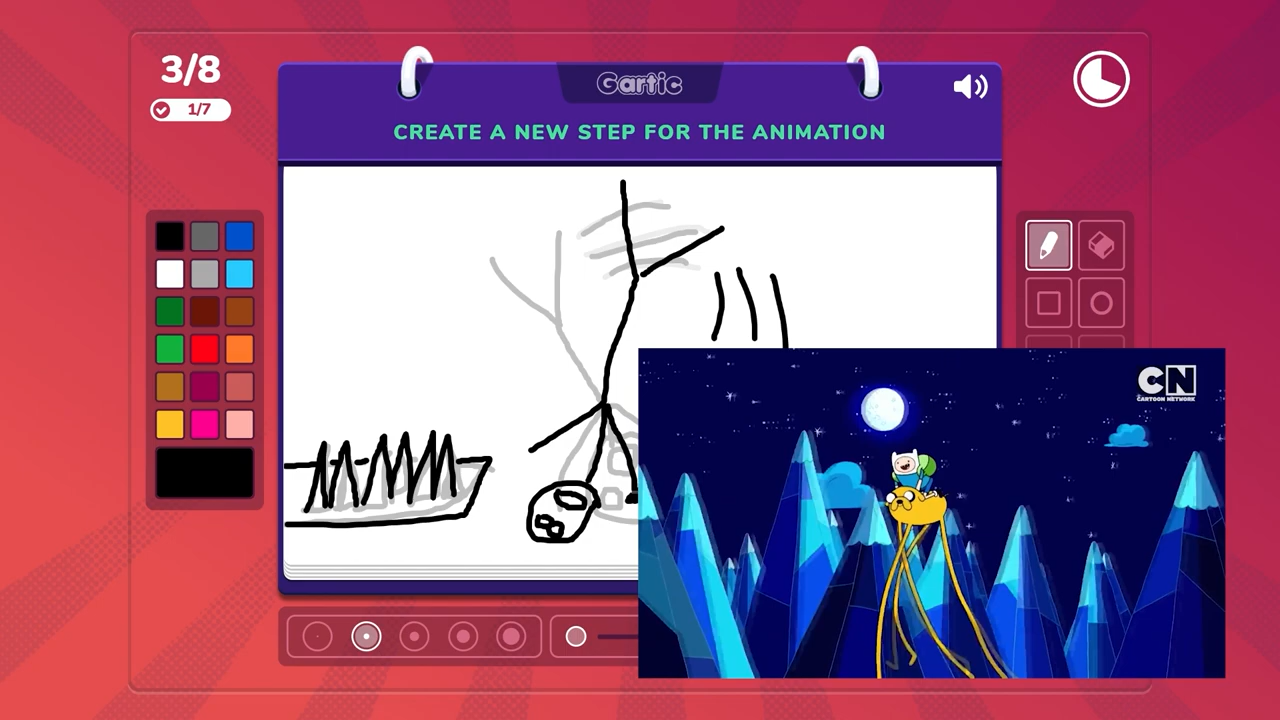 3/8
1/7
Gartic
CREATE A NEW STEP FOR THE ANIMATION
CN
CARTOON NETWORK